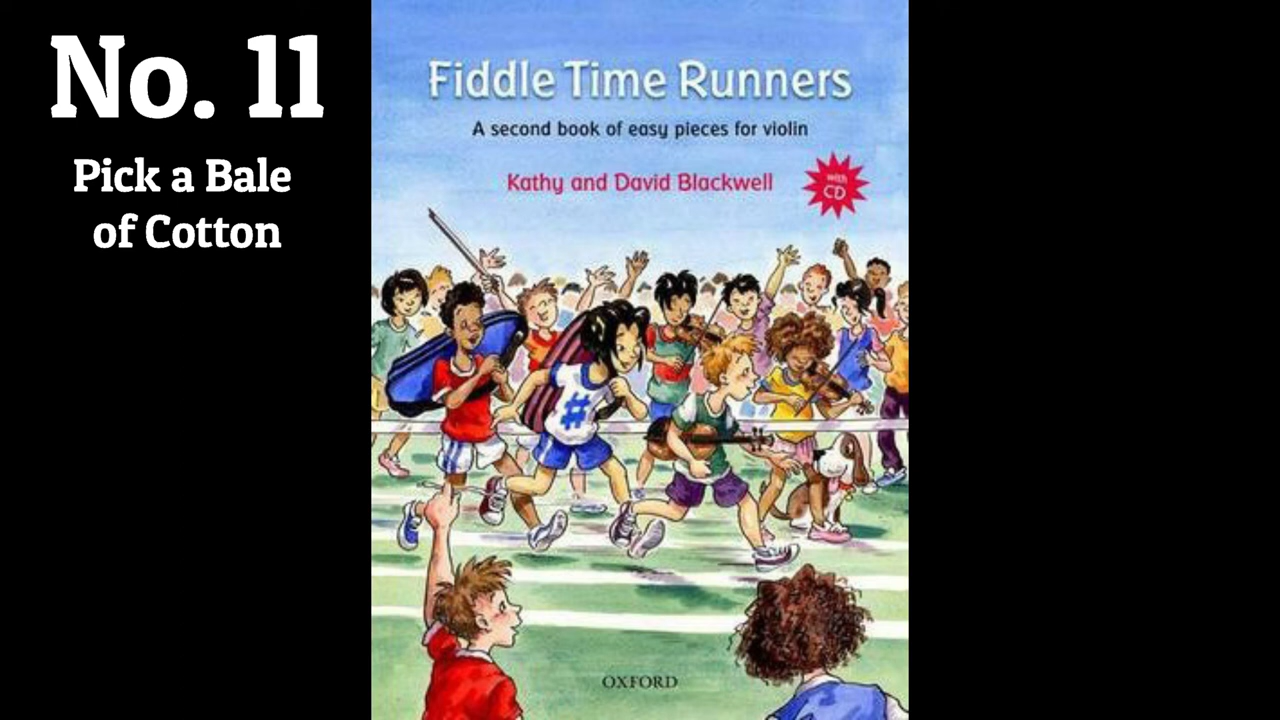 No. 11
Pick a Bale
of Cotton
Fiddle Time Runners
A second book of easy pieces for violin
Kathy and David Blackwell
with
CD
#
OXFORD